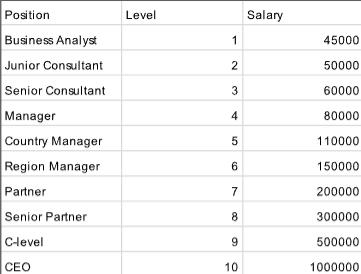 Position Level Salary
Business Analyst 1 45000
Junior Consultant 2 50000
Senior Consultant 3 60000
Manager 4 80000
Country Manager 5 110000
Region Manager 6 150000
Partner 7 200000
Senior Partner 8 300000
C-level 9 500000
CEO 10 1000000